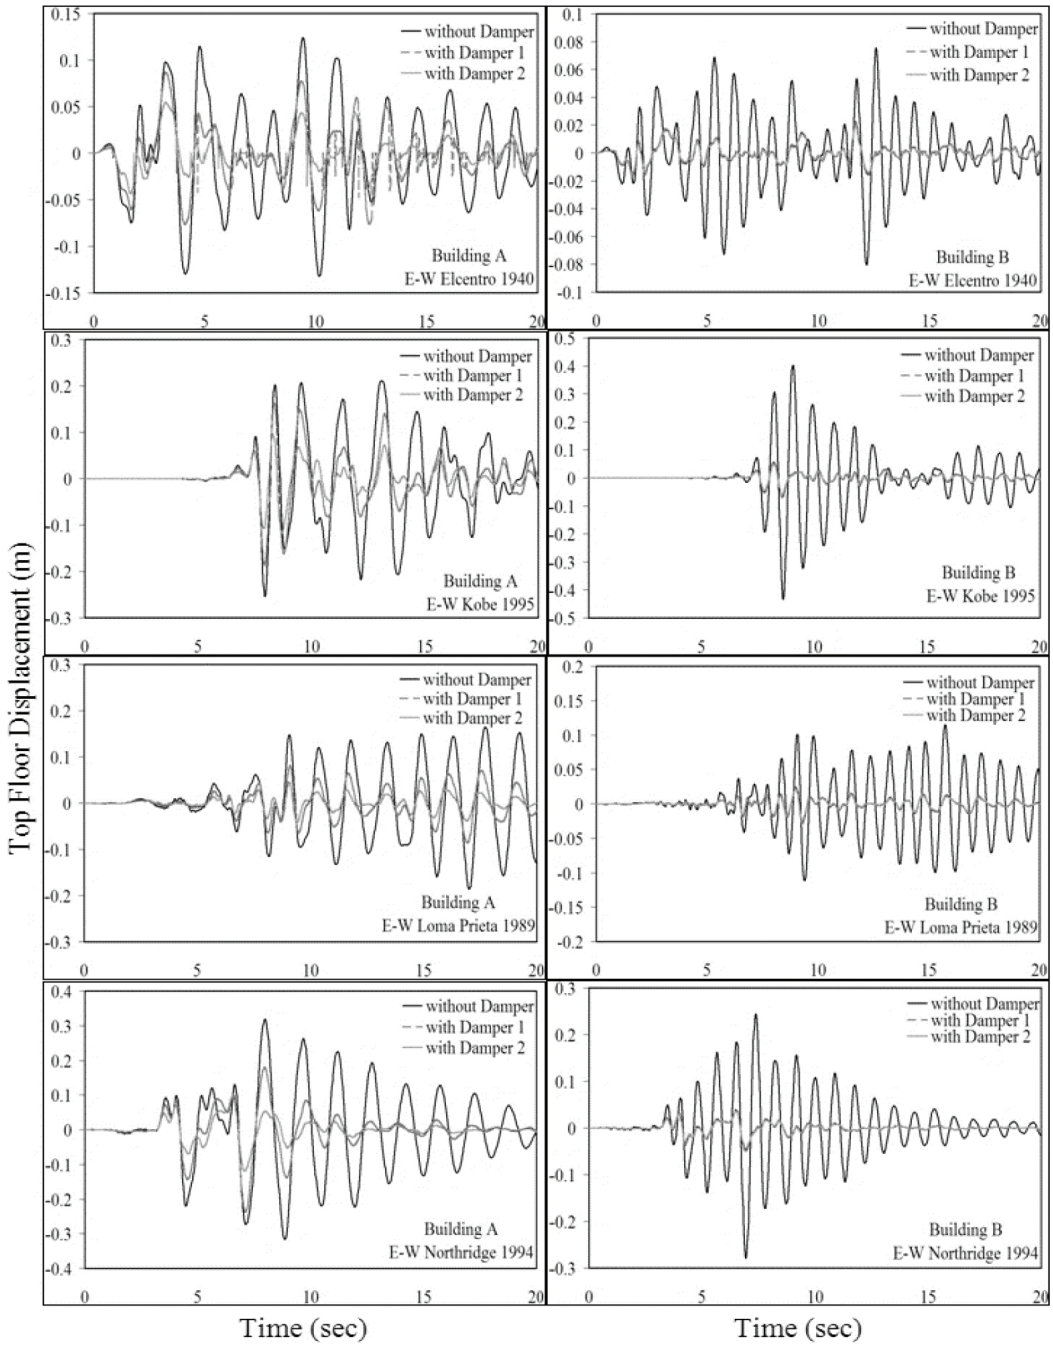 Top Floor Displacement (m)
0.15
0.1
0.05
0
-0.05
-0.1
-0.15
without Damper
with Damper 1
with Damper 2
Building A
E-W Elcentro 1940
0 5 10 15 20
0.1
0.08
0.06
0.04
0.02
0
-0.02
-0.04
-0.06
-0.08
-0.1
without Damper
with Damper 1
with Damper 2
Building B
E-W Elcentro 1940
0 5 10 15 20
0.3
0.2
0.1
0
-0.1
-0.2
-0.3
without Damper
with Damper 1
with Damper 2
Building A
E-W Kobe 1995
0 5 10 15 20
0.5
0.4
0.3
0.2
0.1
0
-0.1
-0.2
-0.3
-0.4
-0.5
without Damper
with Damper 1
with Damper 2
Building B
E-W Kobe 1995
0 5 10 15 20
0.3
0.2
0.1
0
-0.1
-0.2
-0.3
without Damper
with Damper 1
with Damper 2
Building A
E-W Loma Prieta 1989
0 5 10 15 20
0.2
0.15
0.1
0.05
0
-0.05
-0.1
-0.15
-0.2
without Damper
with Damper 1
with Damper 2
Building B
E-W Loma Prieta 1989
0 5 10 15 20
0.4
0.3
0.2
0.1
0
-0.1
-0.2
-0.3
-0.4
without Damper
with Damper 1
with Damper 2
Building A
E-W Northridge 1994
0 5 10 15 20
Time (sec)
0.3
0.2
0.1
0
-0.1
-0.2
-0.3
without Damper
with Damper 1
with Damper 2
Building B
E-W Northridge 1994
0 5 10 15 20
Time (sec)